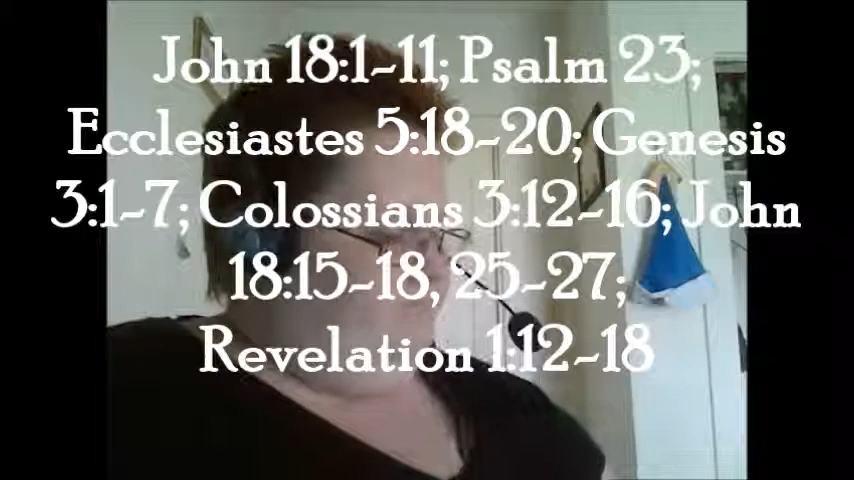 John 18:1-11; Psalm 23;
Ecclesiastes 5:18-20; Genesis
3:1-7; Colossians 3:12-16; John
18:15-18, 25-27;
Revelation 1:12-18